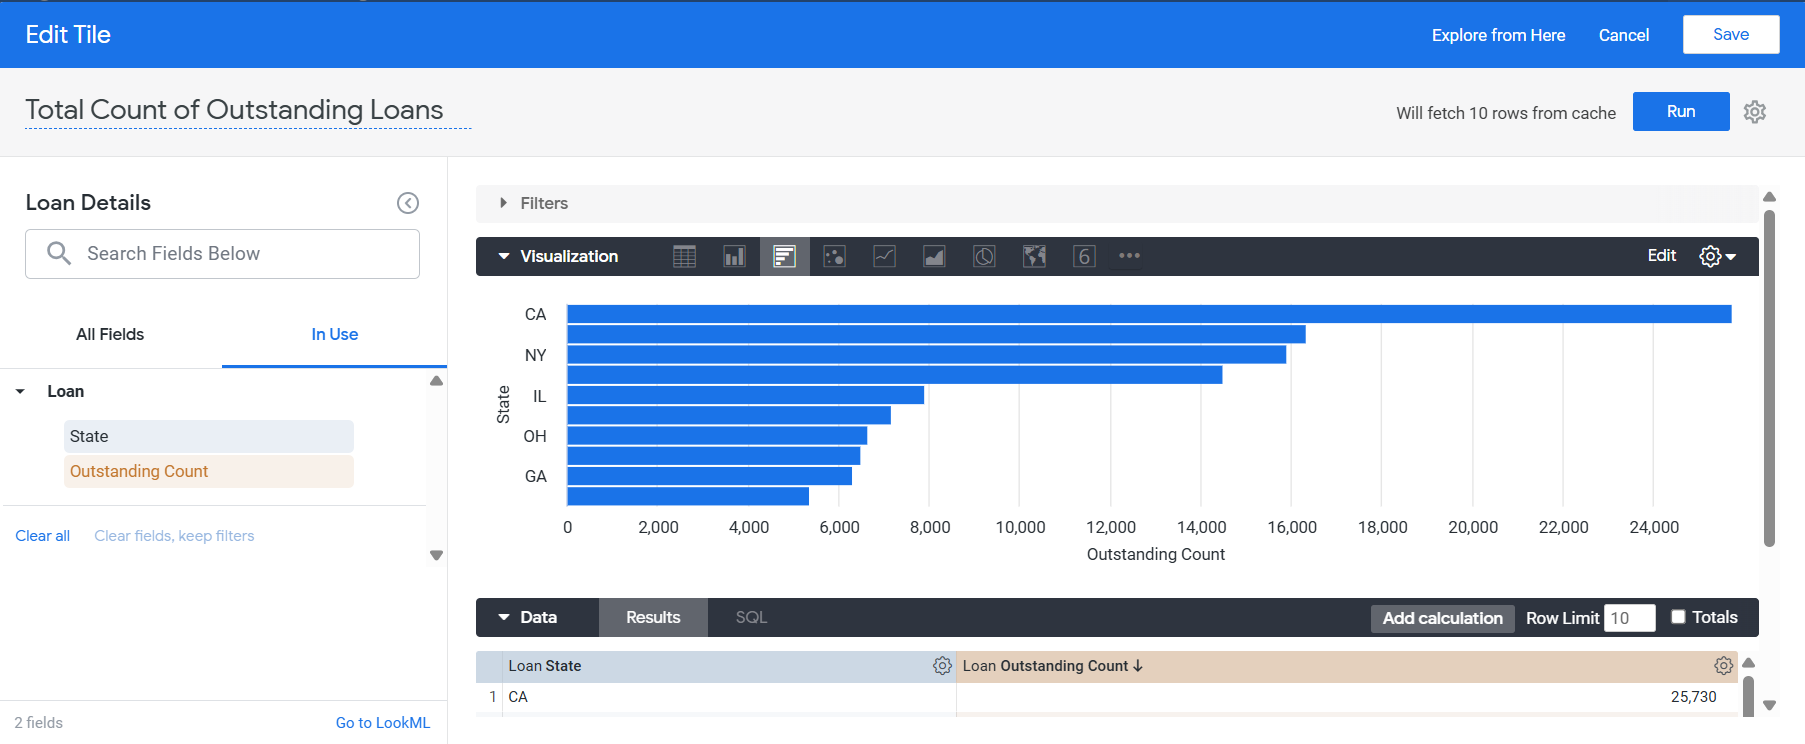 Edit Tile
Explore from Here Cancel Save
Total Count of Outstanding Loans
Will fetch 10 rows from cache Run
Loan Details
Search Fields Below
All Fields In Use
Loan
State
Outstanding Count
Clear all Clear fields, keep filters
2 fields Go to LookML
Filters
Visualization 6 Edit
State
CA
NY
IL
OH
GA
0 2,000 4,000 6,000 8,000 10,000 12,000 14,000 16,000 18,000 20,000 22,000 24,000
Outstanding Count
Data Results SQL Add calculation Row Limit 10 Totals
Loan State Loan Outstanding Count ↓
1 CA 25,730